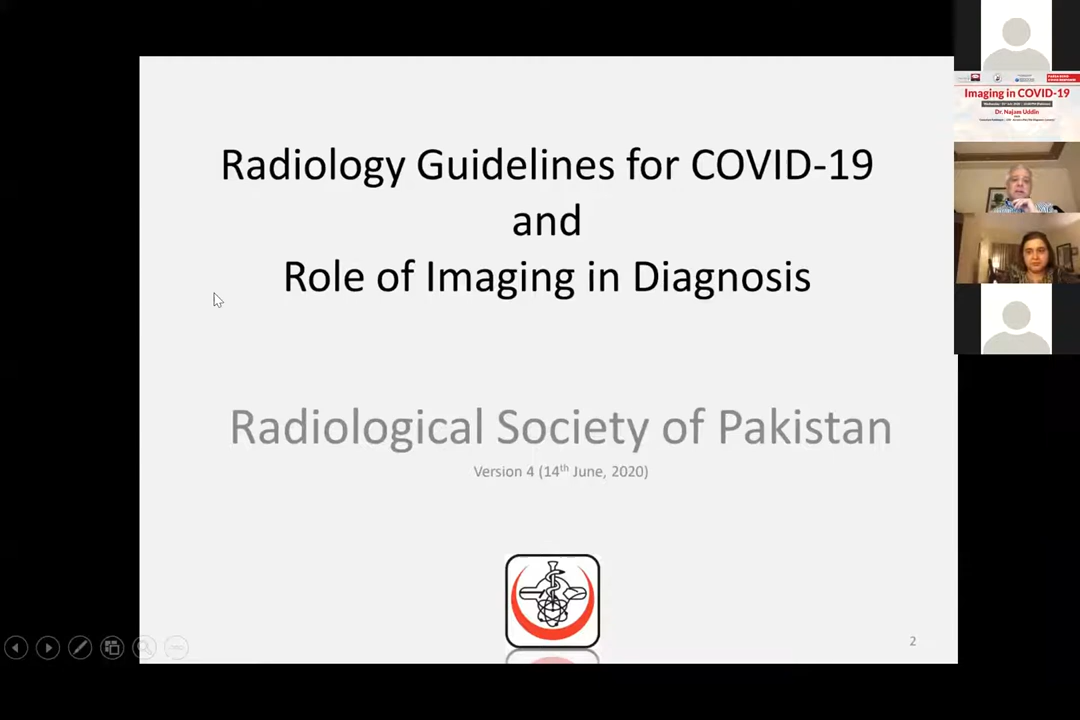 Radiology Guidelines for COVID-19
and
Role of Imaging in Diagnosis
Radiological Society of Pakistan
Version 4 (14th June, 2020)
2
Imaging in COVID-19
Dr. Najam Uddin